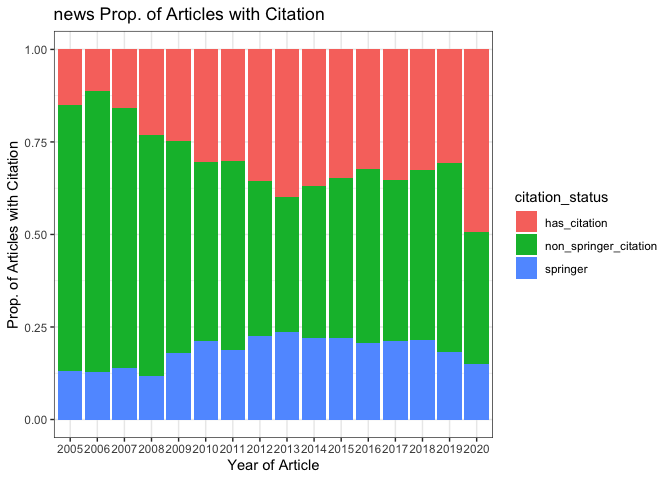 news Prop. of Articles with Citation
Prop. of Articles with Citation
1.00
0.75
0.50
0.25
0.00
2005 2006 2007 2008 2009 2010 2011 2012 2013 2014 2015 2016 2017 2018 2019 2020
Year of Article
citation_status
has_citation
non_springer_citation
springer